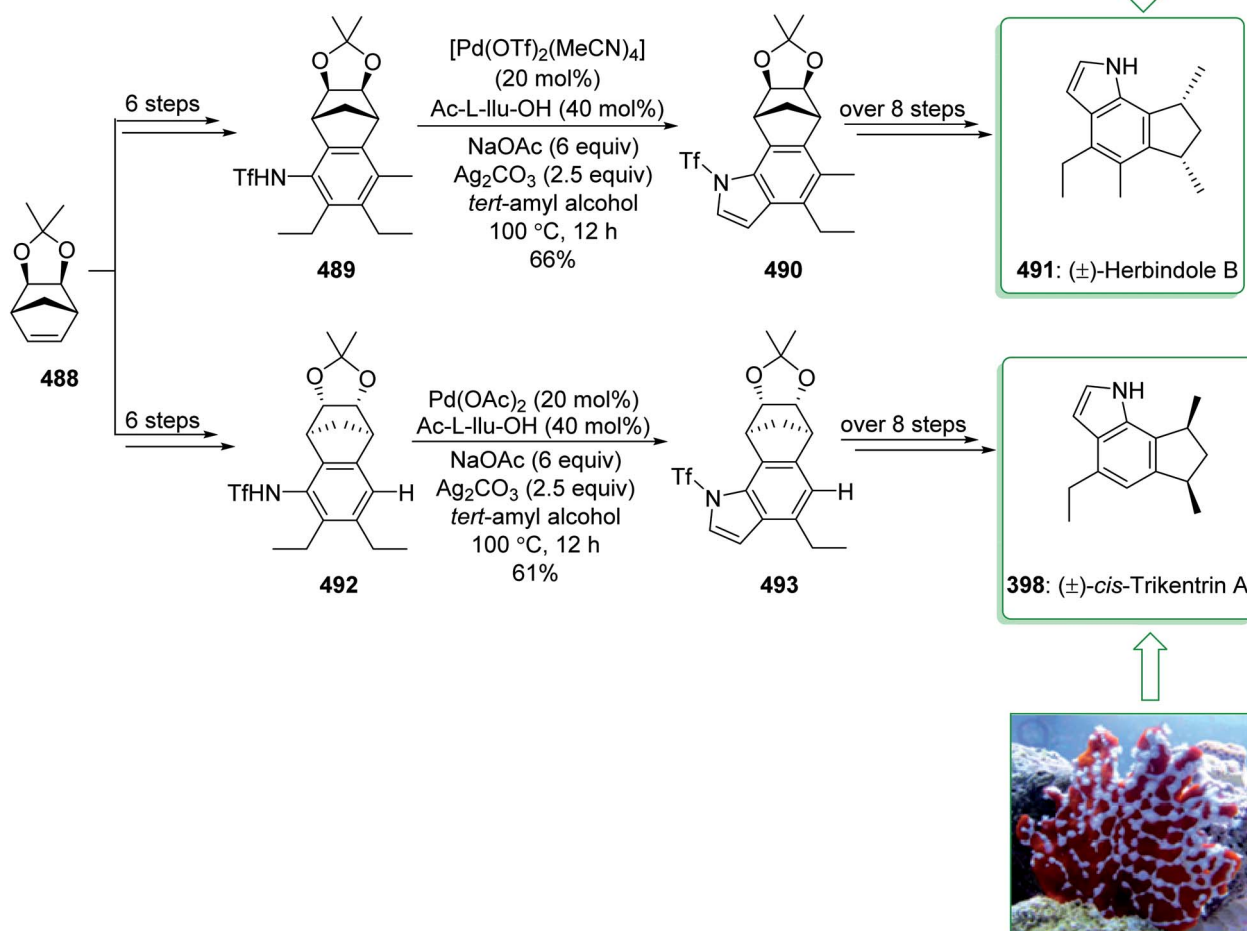 6 steps
[Pd(OTf)2(MeCN)4]
(20 mol%)
Ac-L-Ilu-OH (40 mol%)
NaOAc (6 equiv)
Ag2CO3 (2.5 equiv)
tert-amyl alcohol
100 °C, 12 h
66%
over 8 steps
O
O
TfHN
489
O
O
Tf
N
490
NH
491: (±)-Herbindole B
O
O
488
6 steps
Pd(OAc)2 (20 mol%)
Ac-L-Ilu-OH (40 mol%)
NaOAc (6 equiv)
Ag2CO3 (2.5 equiv)
tert-amyl alcohol
100 °C, 12 h
61%
over 8 steps
O
O
TfHN
H
492
O
O
Tf
N
H
493
NH
398: (±)-cis-Trikentrin A